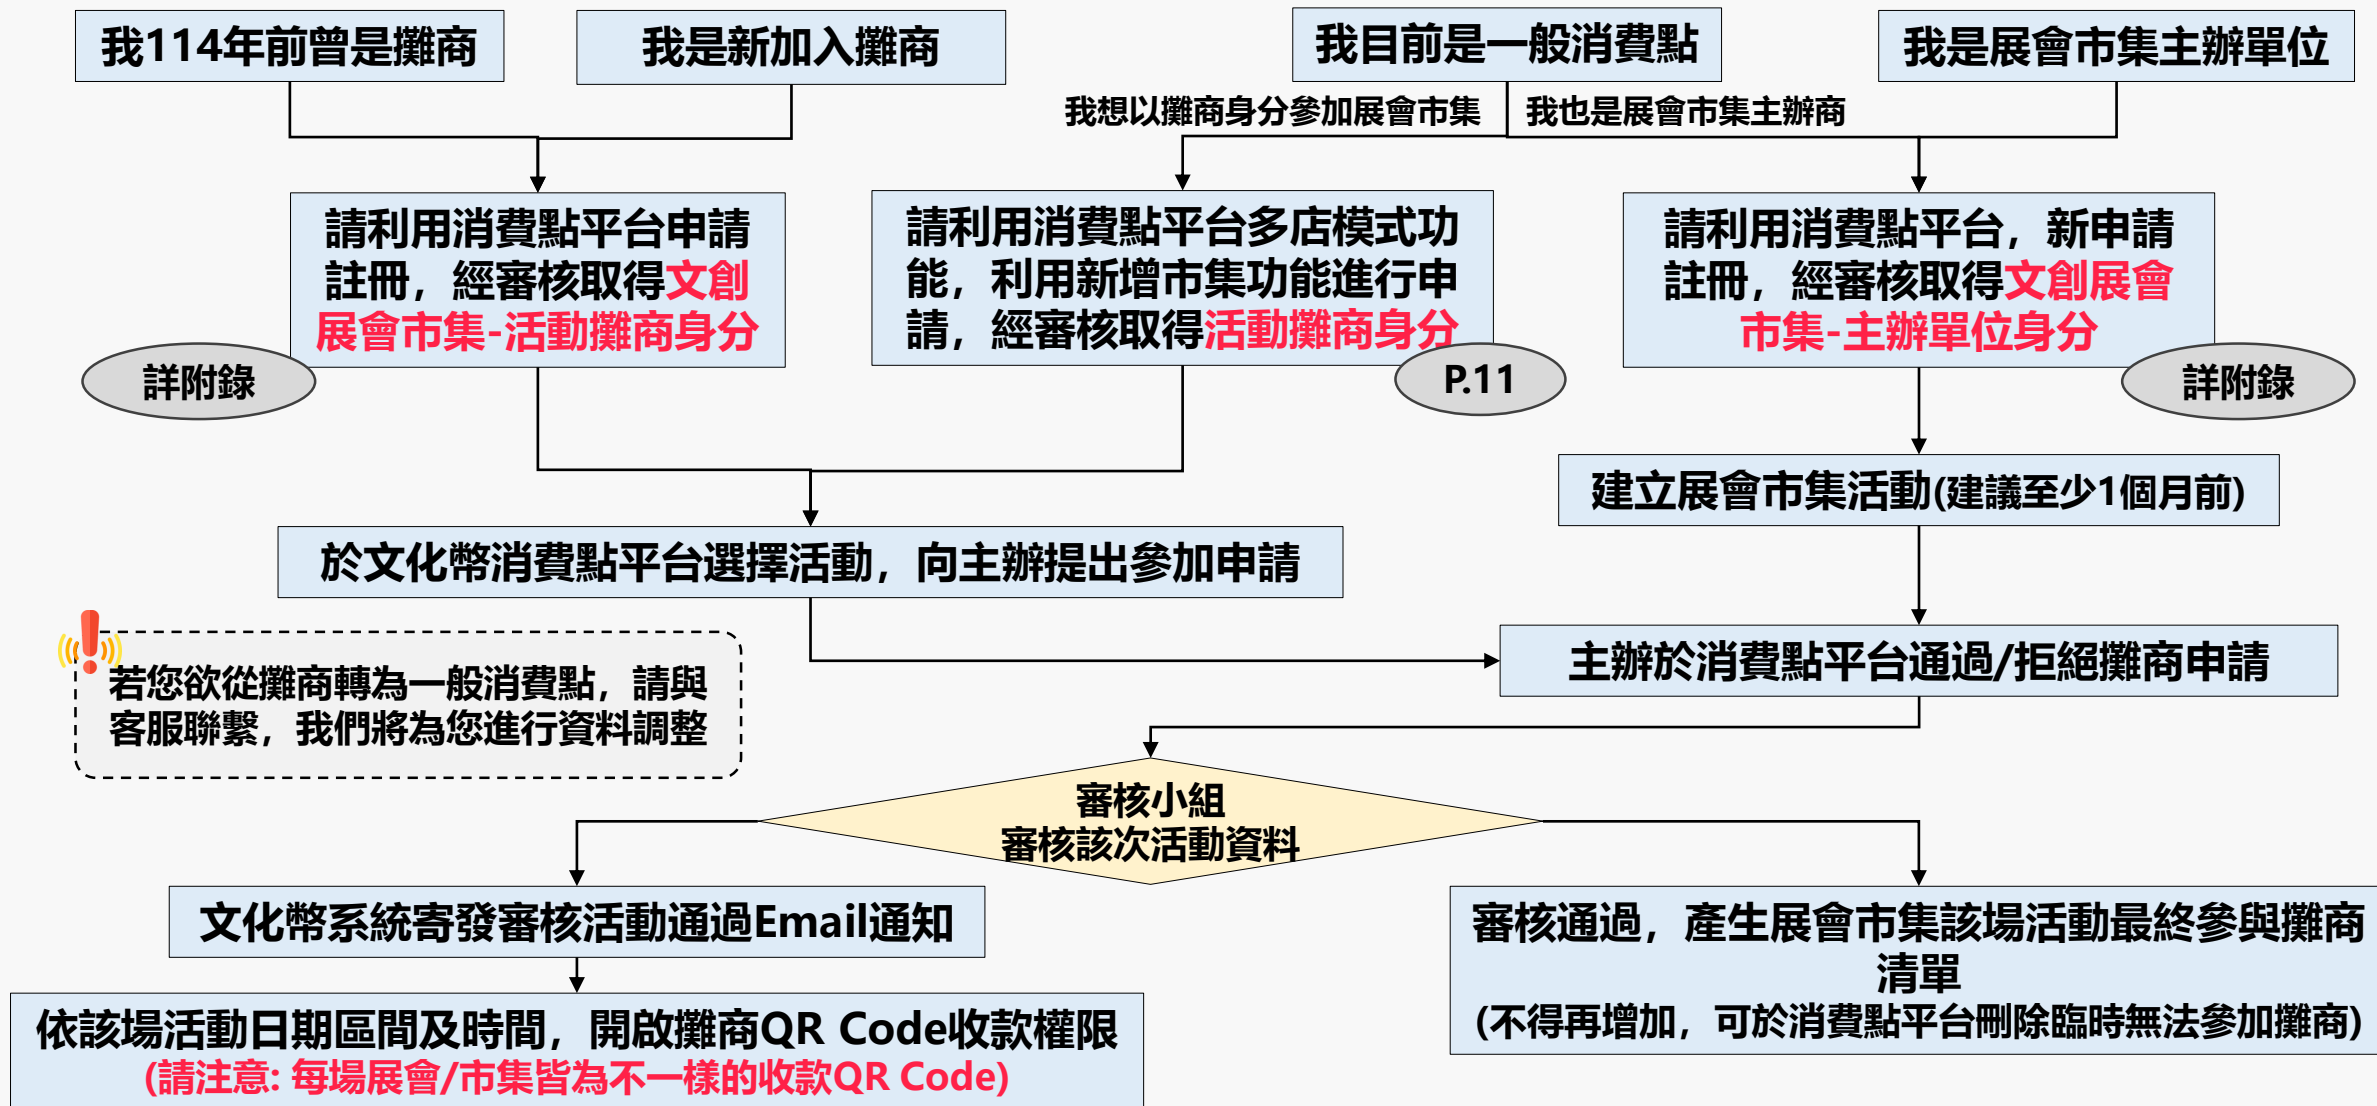 我114年前曾是攤商
我是新加入攤商
我目前是一般消費點
我是展會市集主辦單位
我想以攤商身分參加展會市集
我也是展會市集主辦商
請利用消費點平台申請
註冊，經審核取得文創
展會市集-活動攤商身分
詳附錄
請利用消費點平台多店模式功
能，利用新增市集功能進行申
請，經審核取得活動攤商身分
P.11
請利用消費點平台，新申請
註冊，經審核取得文創展會
市集-主辦單位身分
詳附錄
建立展會市集活動(建議至少1個月前)
於文化幣消費點平台選擇活動，向主辦提出參加申請
主辦於消費點平台通過/拒絕攤商申請
若您欲從攤商轉為一般消費點，請與
客服聯繫，我們將為您進行資料調整
審核小組
審核該次活動資料
文化幣系統寄發審核活動通過Email通知
依該場活動日期區間及時間，開啟攤商QR Code收款權限
(請注意: 每場展會/市集皆為不一樣的收款QR Code)
審核通過，產生展會市集該場活動最終參與攤商
清單
(不得再增加，可於消費點平台刪除臨時無法參加攤商)